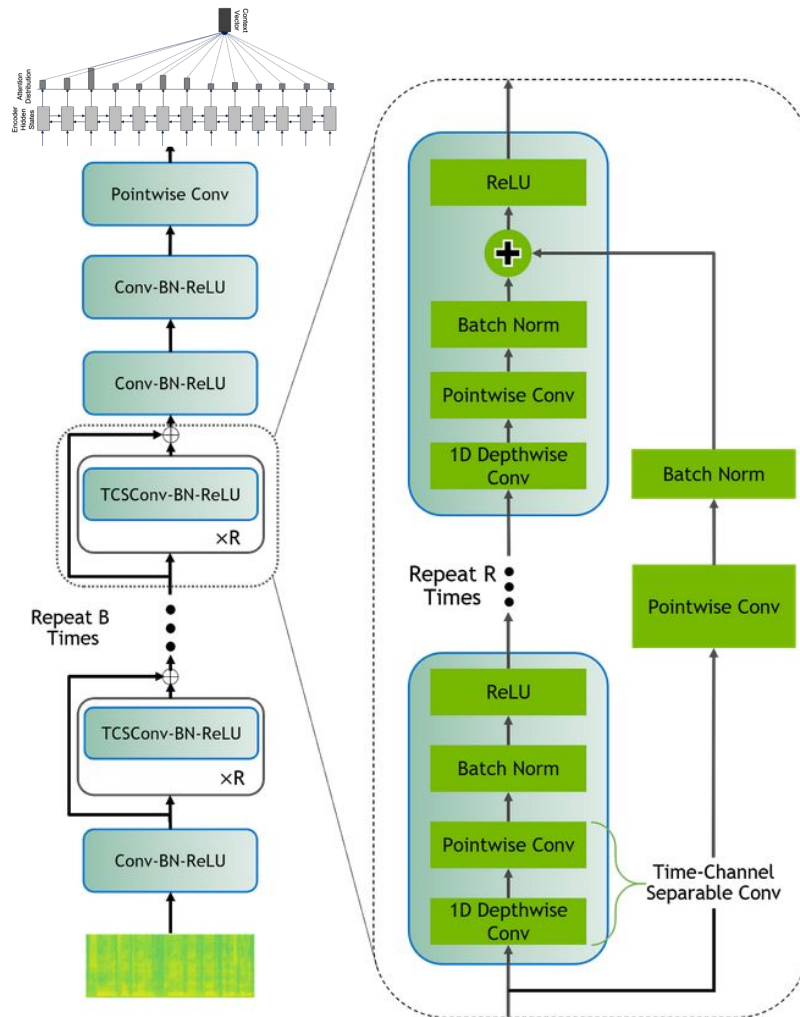 Context
Vector
Attention
Distribution
Encoder
Hidden
States
Pointwise Conv
Conv-BN-ReLU
Conv-BN-ReLU
TCSConv-BN-ReLU
×R
Repeat B
Times
TCSConv-BN-ReLU
×R
Conv-BN-ReLU
ReLU
Batch Norm
Pointwise Conv
1D Depthwise
Conv
Batch Norm
Pointwise Conv
Repeat R
Times
ReLU
Batch Norm
Pointwise Conv
1D Depthwise
Conv
Time-Channel
Separable Conv